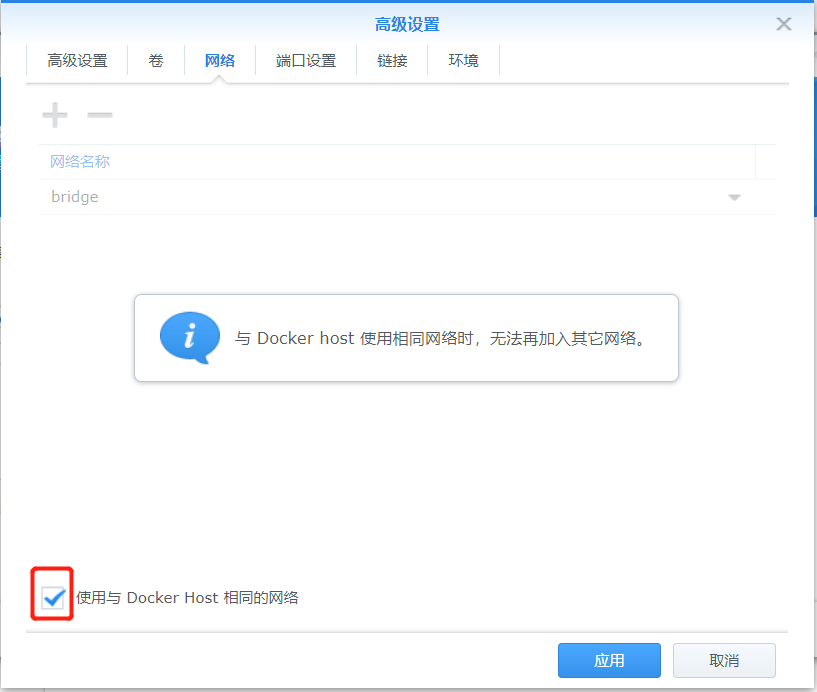 高级设置
高级设置 卷 网络 端口设置 链接 环境
网络名称
bridge
与 Docker host 使用相同网络时，无法再加入其它网络。
使用与 Docker Host 相同的网络
应用 取消